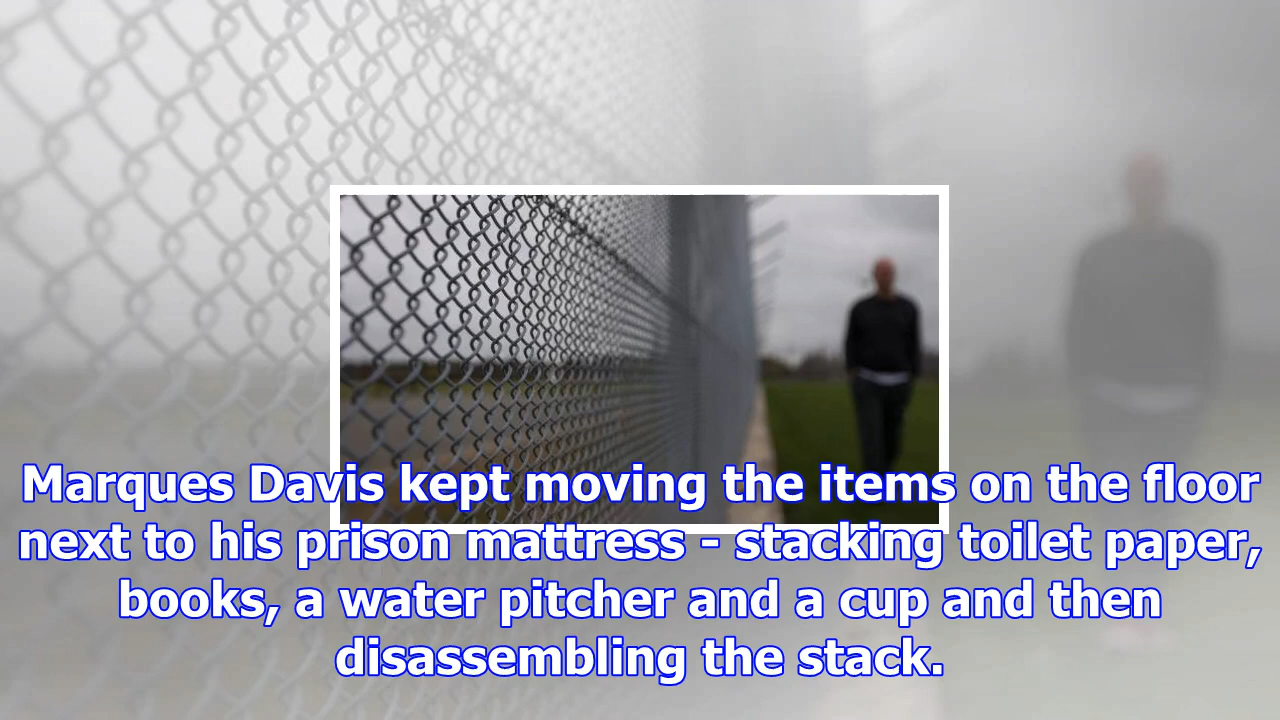 Marques Davis kept moving the items on the floor
next to his prison mattress - stacking toilet paper,
books, a water pitcher and a cup and then
disassembling the stack.